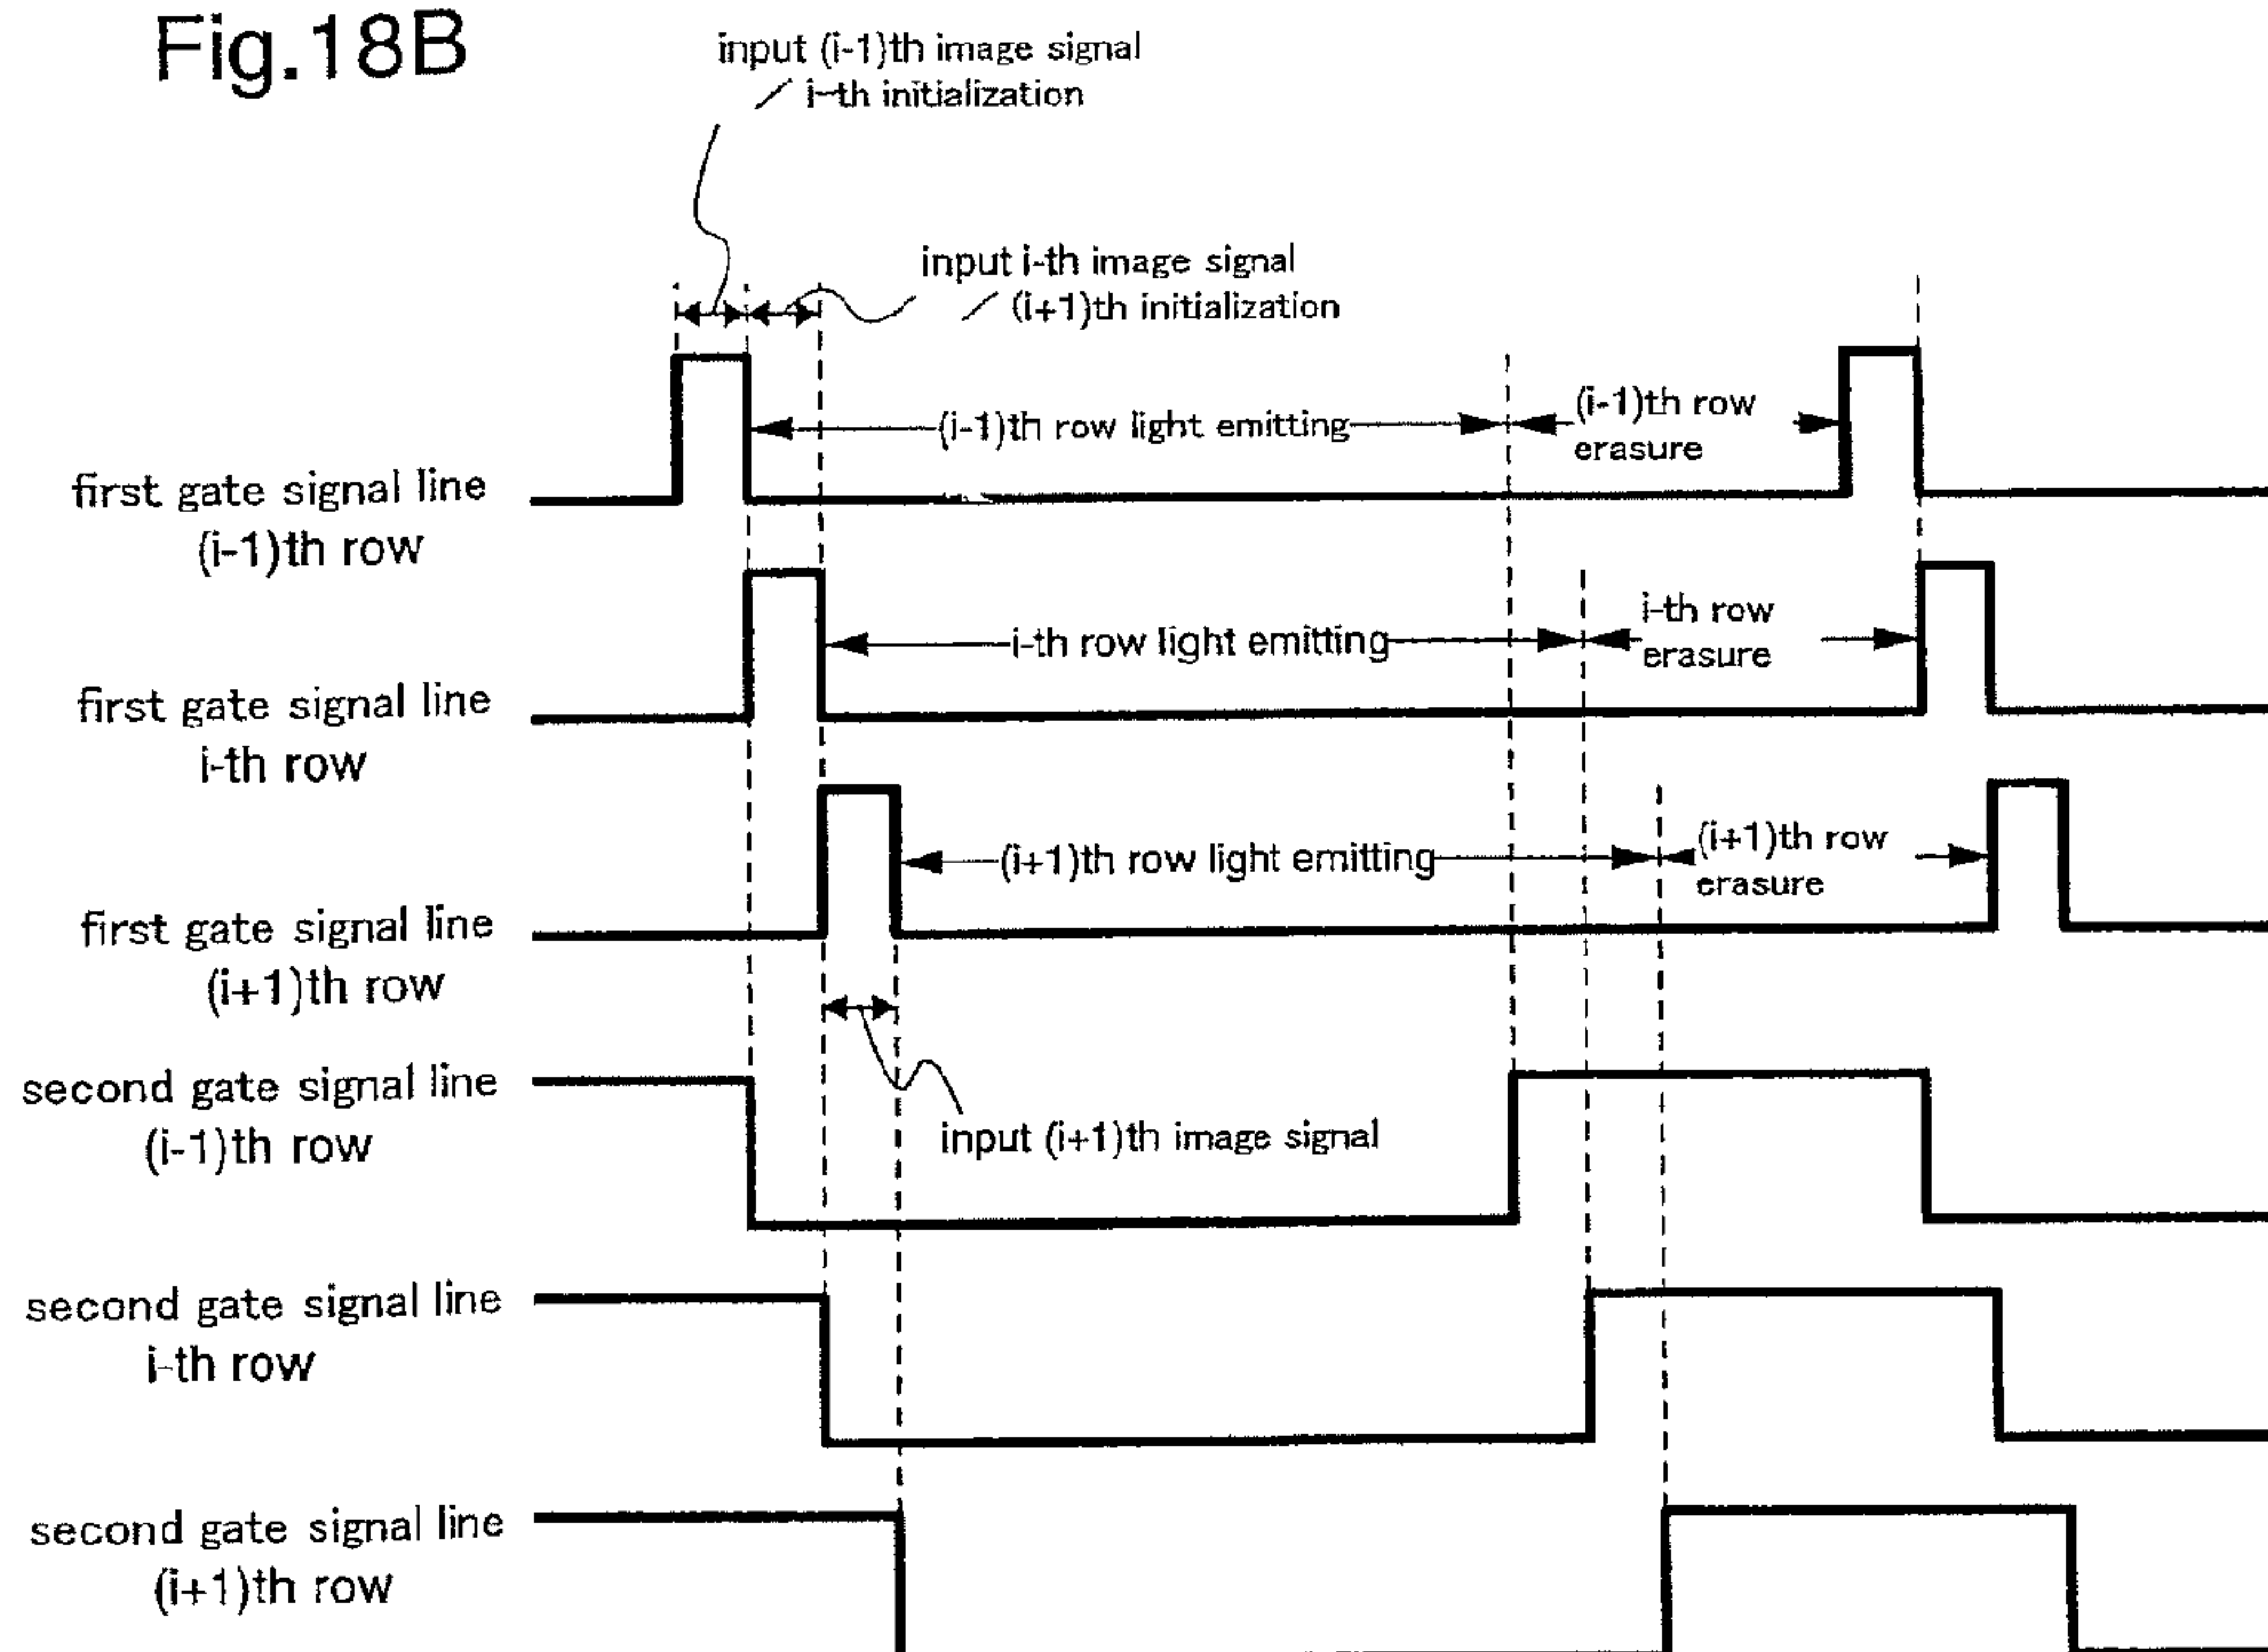 Fig.18B
input (i-1)th image signal
/ i-th initialization
input i-th image signal
/ (i+1)th initialization
(i-1)th row light emitting
(i-1)th row
erasure
first gate signal line
(i-1)th row
i-th row light emitting
i-th row
erasure
first gate signal line
i-th row
(i+1)th row light emitting
(i+1)th row
erasure
first gate signal line
(i+1)th row
second gate signal line
(i-1)th row
input (i+1)th image signal
second gate signal line
i-th row
second gate signal line
(i+1)th row